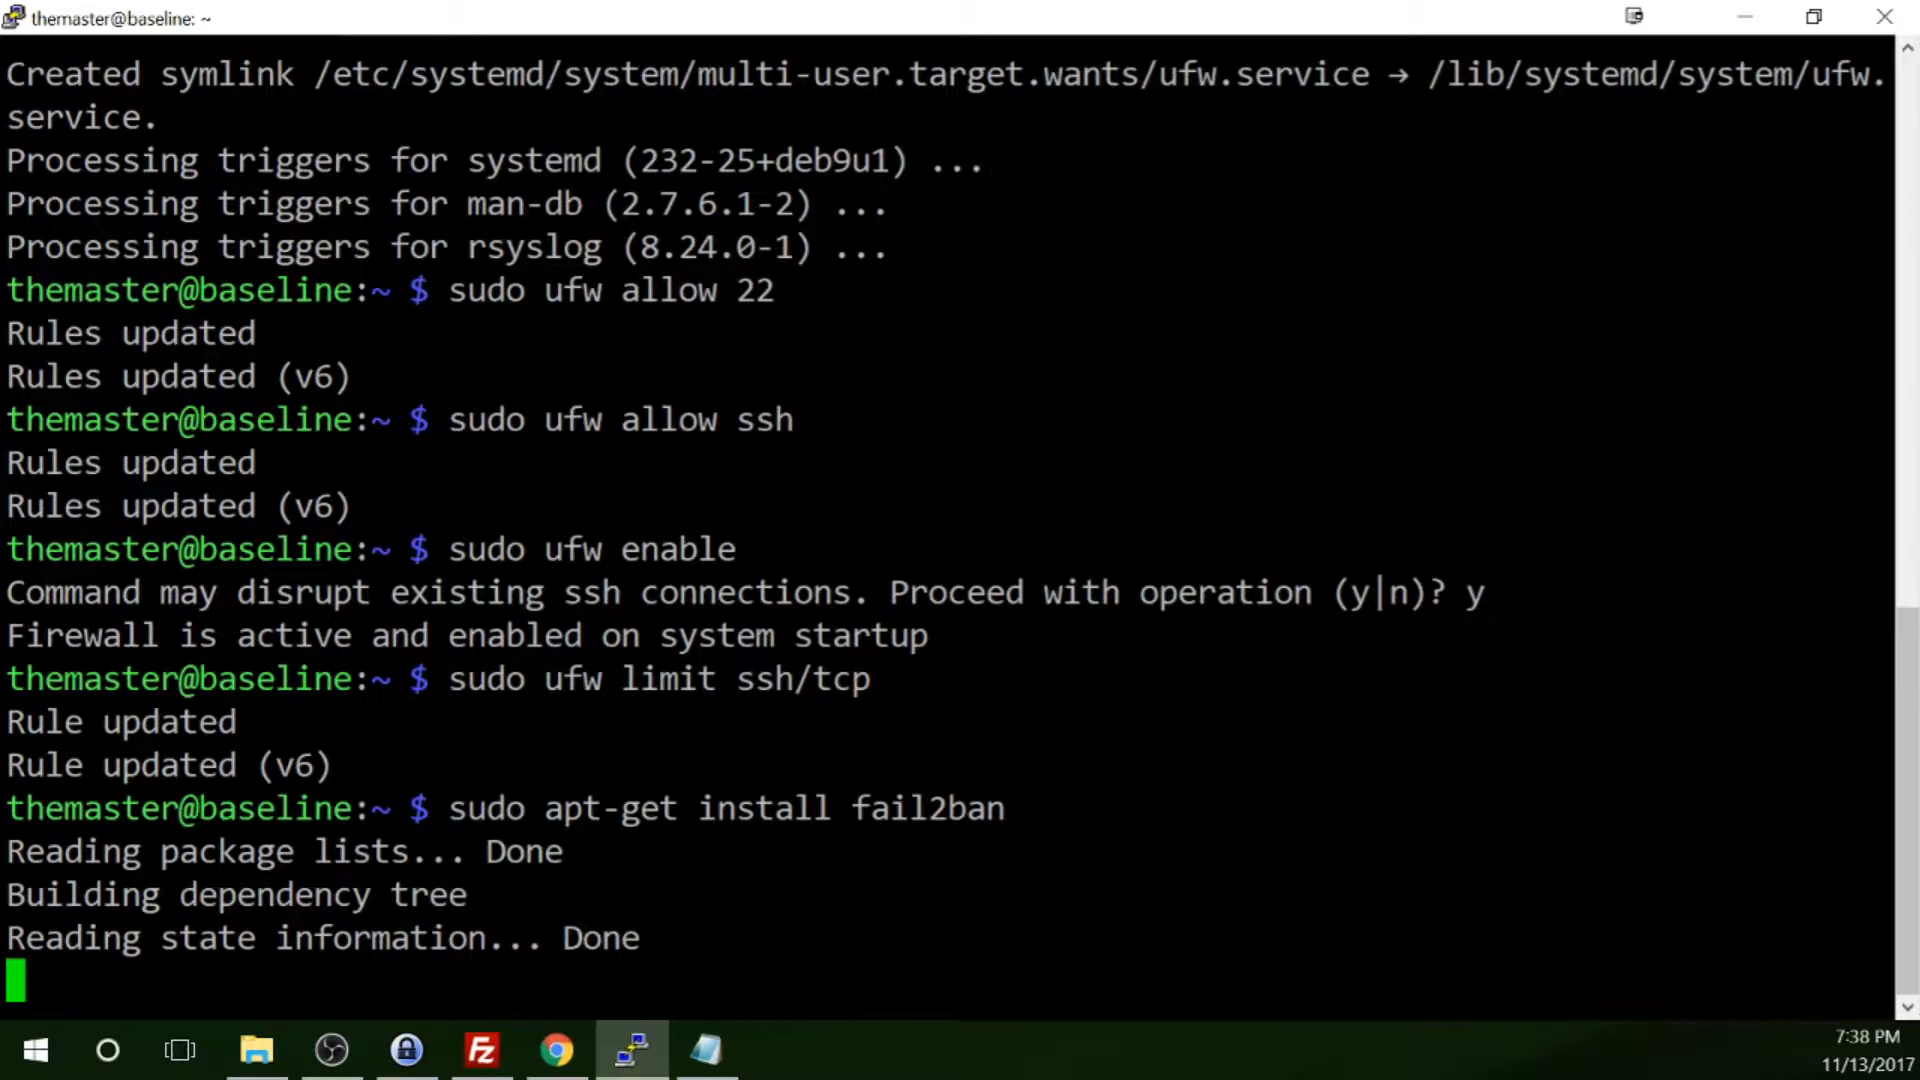 themaster@baseline: ~
Created symlink /etc/systemd/system/multi-user.target.wants/ufw.service → /lib/systemd/system/ufw.
service.
Processing triggers for systemd (232-25+deb9u1) ...
Processing triggers for man-db (2.7.6.1-2) ...
Processing triggers for rsyslog (8.24.0-1) ...
themaster@baseline:~ $ sudo ufw allow 22
Rules updated
Rules updated (v6)
themaster@baseline:~ $ sudo ufw allow ssh
Rules updated
Rules updated (v6)
themaster@baseline:~ $ sudo ufw enable
Command may disrupt existing ssh connections. Proceed with operation (y|n)? y
Firewall is active and enabled on system startup
themaster@baseline:~ $ sudo ufw limit ssh/tcp
Rule updated
Rule updated (v6)
themaster@baseline:~ $ sudo apt-get install fail2ban
Reading package lists... Done
Building dependency tree
Reading state information... Done
Fz
7:38 PM
11/13/2017